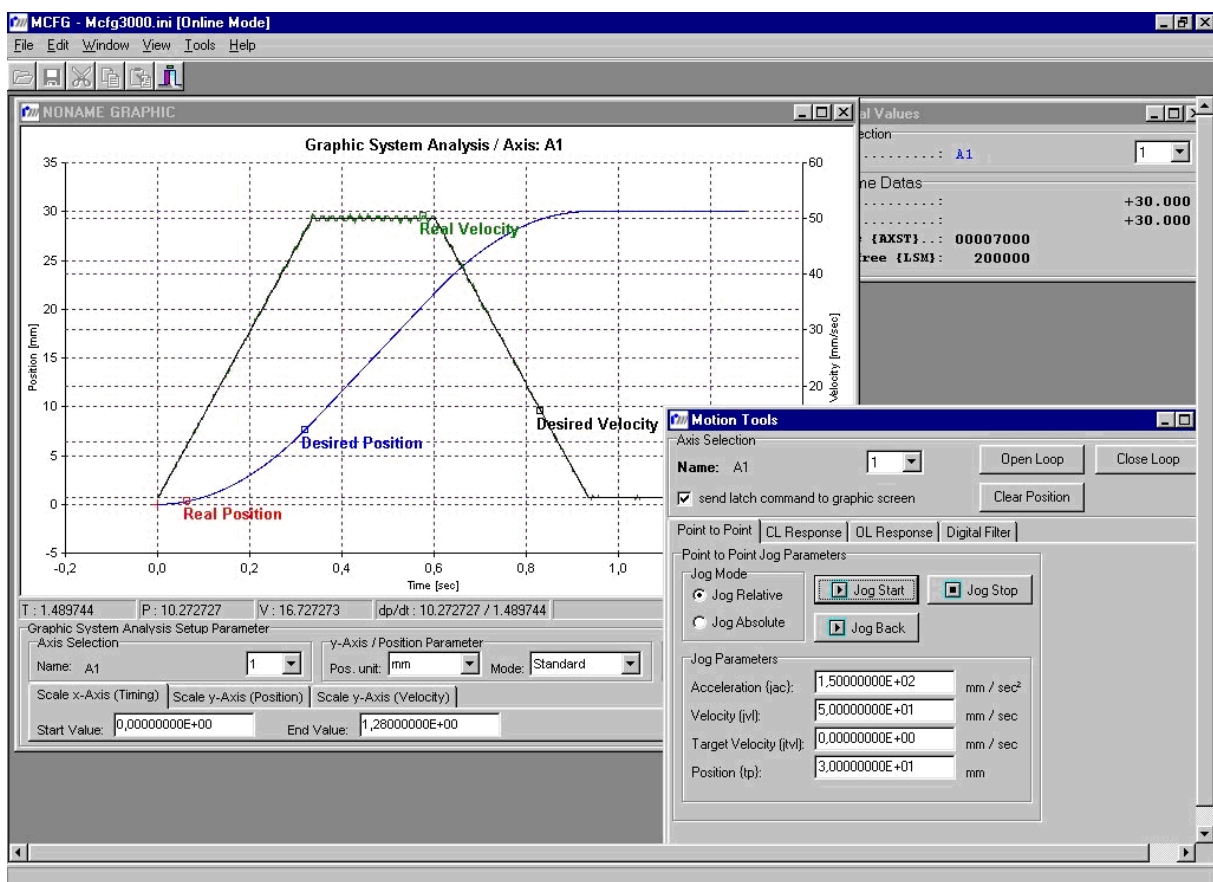 MCFG - Mcfg3000.ini [Online Mode]
File Edit Window View Tools Help
NONAME GRAPHIC
Graphic System Analysis / Axis: A1
35
30
25
20
15
10
5
0
-5
Position [mm]
60
50
40
30
20
Velocity [mm/sec]
Real Velocity
Desired Velocity
Desired Position
Real Position
-0,2 0,0 0,2 0,4 0,6 0,8 1,0
Time [sec]
T : 1.489744 P : 10.272727 V : 16.727273 dp/dt : 10.272727 / 1.489744
Graphic System Analysis Setup Parameter
Axis Selection
Name: A1 1
y-Axis / Position Parameter
Pos. unit: mm Mode: Standard
Scale x-Axis (Timing) Scale y-Axis (Position) Scale y-Axis (Velocity)
Start Value: 0,00000000E+00 End Value: 1,28000000E+00
al Values
ection
.........: A1 1
me Datas
.........: +30.000
.........: +30.000
{AXST}..: 00007000
free {LSM}: 200000
Motion Tools
Axis Selection
Name: A1 1 Open Loop Close Loop
send latch command to graphic screen Clear Position
Point to Point CL Response OL Response Digital Filter
Point to Point Jog Parameters
Jog Mode
Jog Relative Jog Start Jog Stop
Jog Absolute Jog Back
Jog Parameters
Acceleration {jac}: 1,50000000E+02 mm / sec²
Velocity {jvl}: 5,00000000E+01 mm / sec
Target Velocity {jtvl}: 0,00000000E+00 mm / sec
Position {tp}: 3,00000000E+01 mm